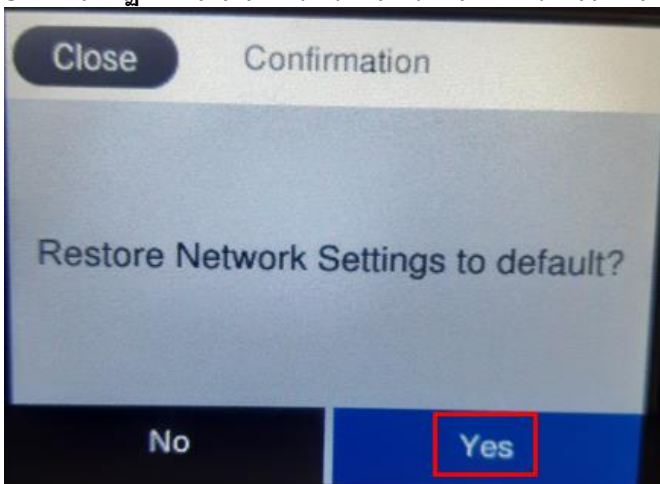 Close Confirmation
Restore Network Settings to default?
No Yes